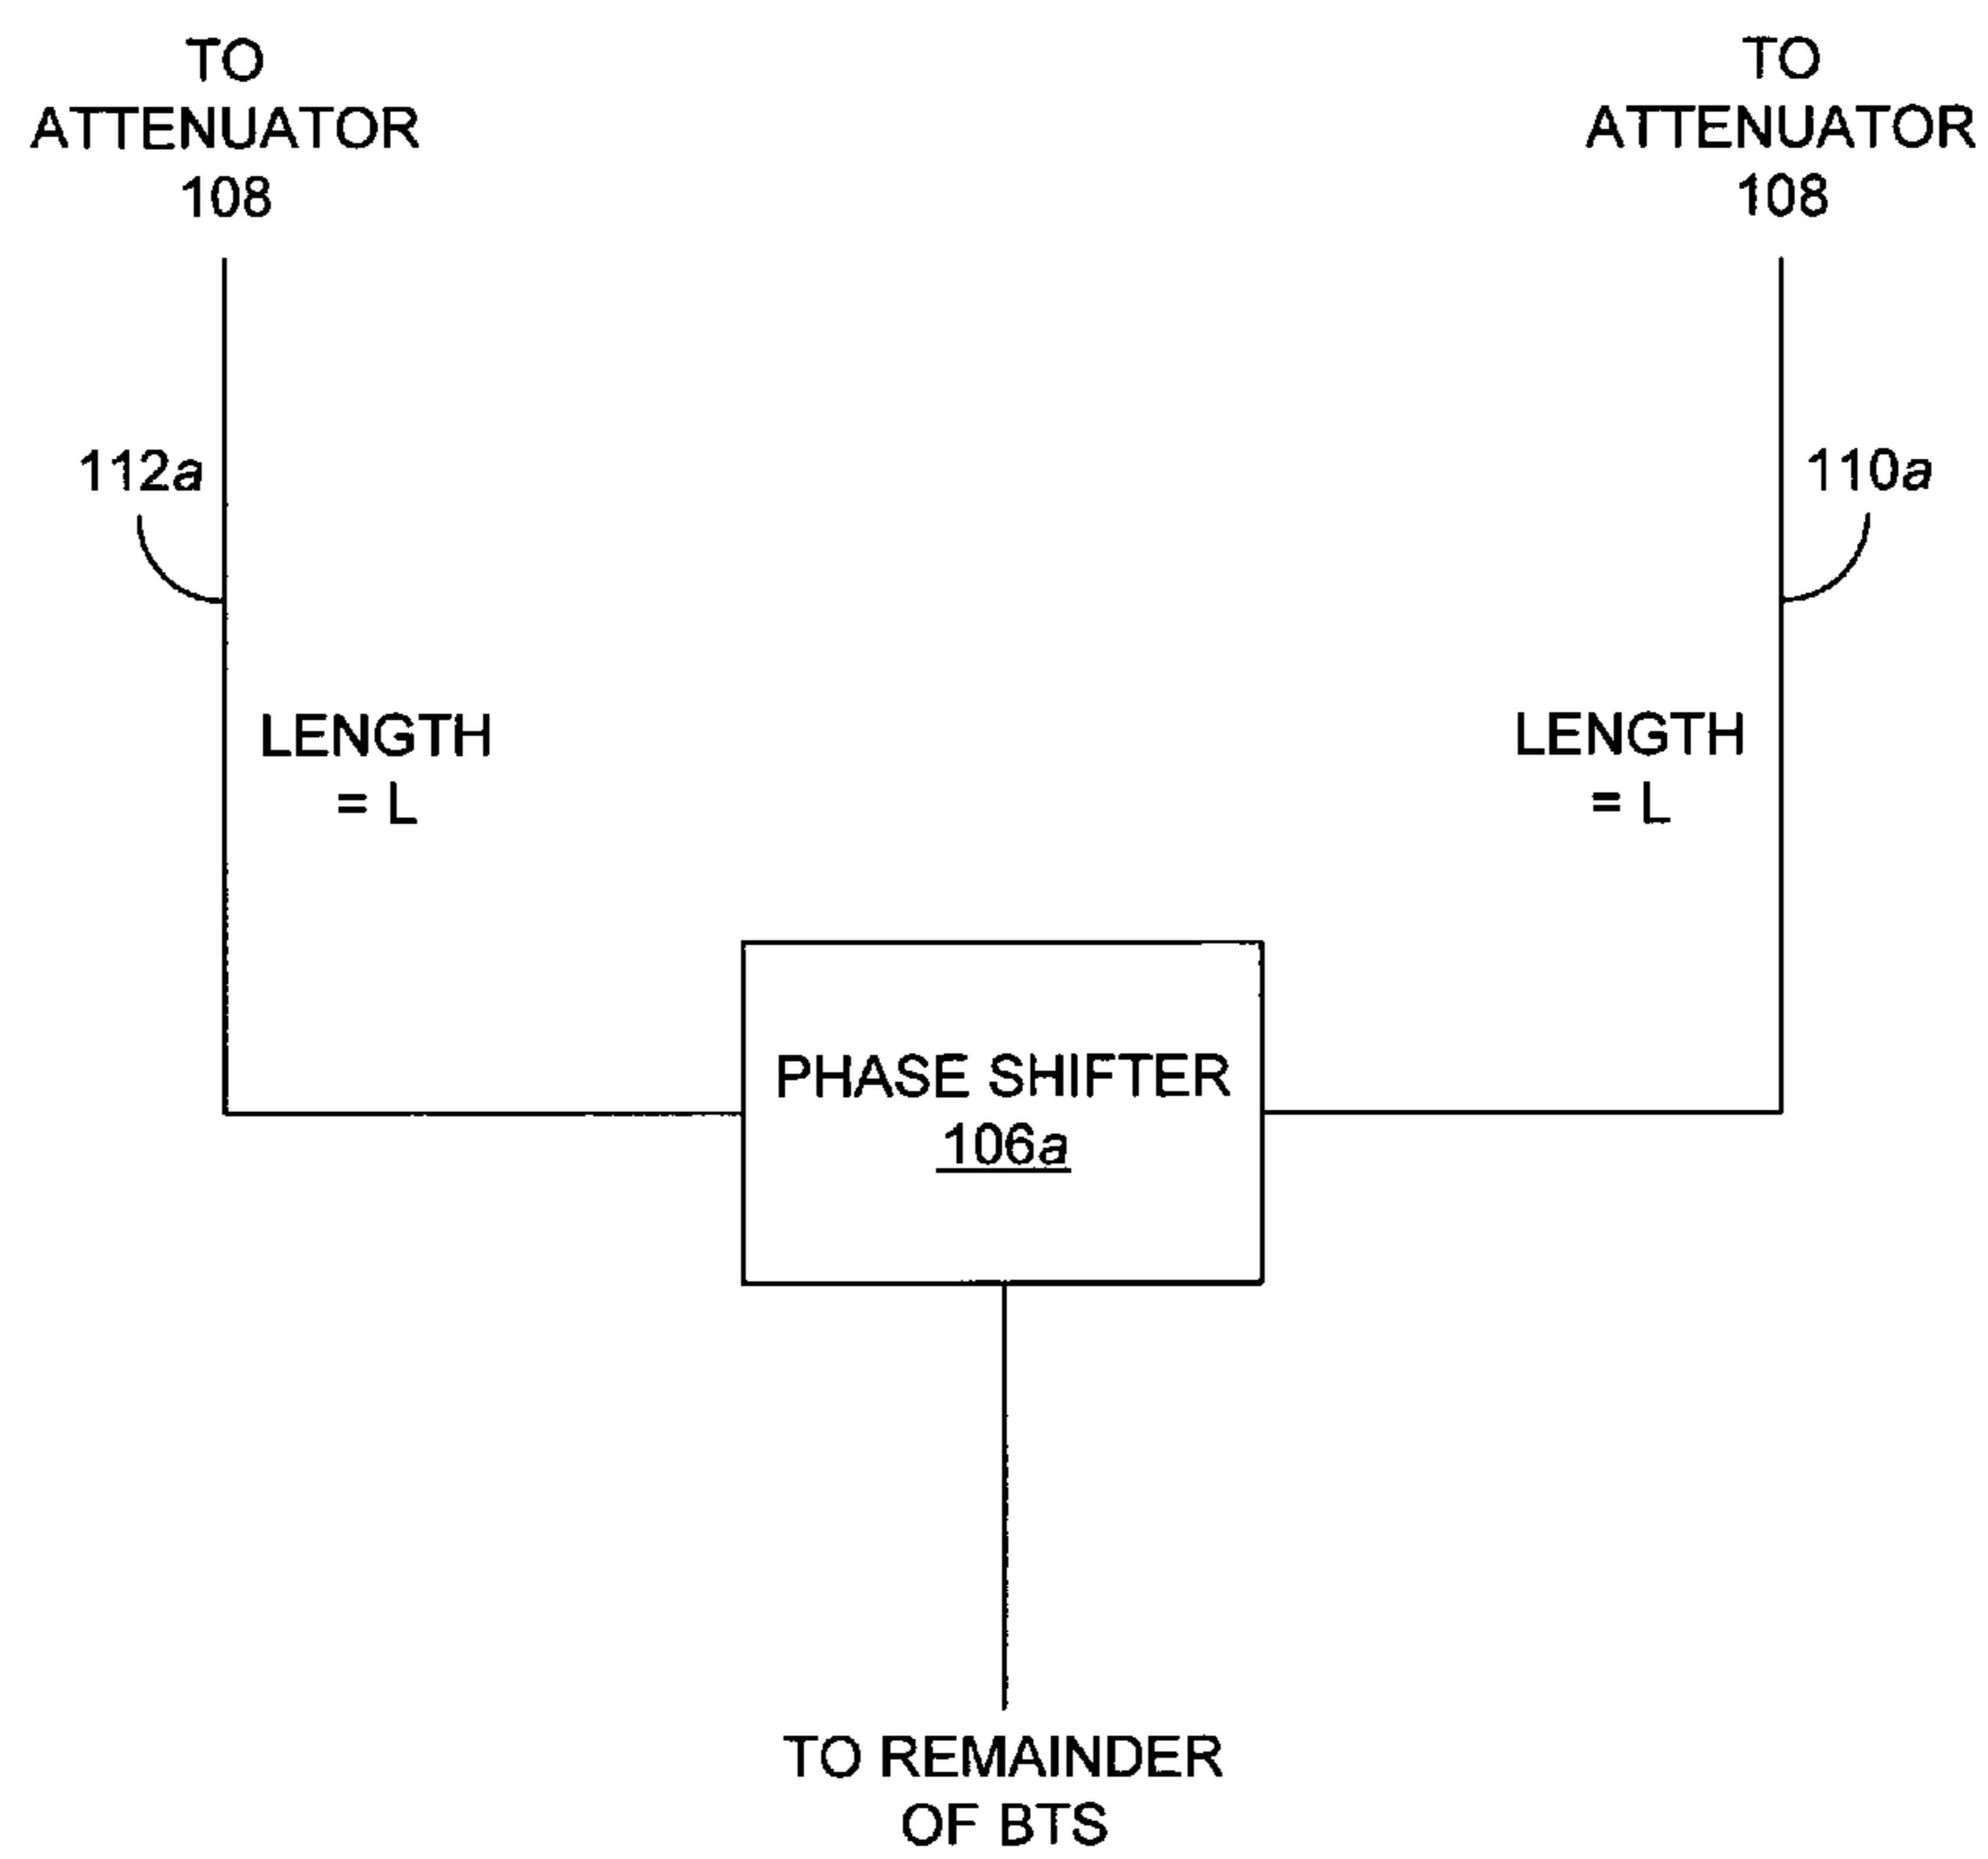 TO
ATTENUATOR
108
TO
ATTENUATOR
108
112a
110a
LENGTH
= L
LENGTH
= L
PHASE SHIFTER
106a
TO REMAINDER
OF BTS